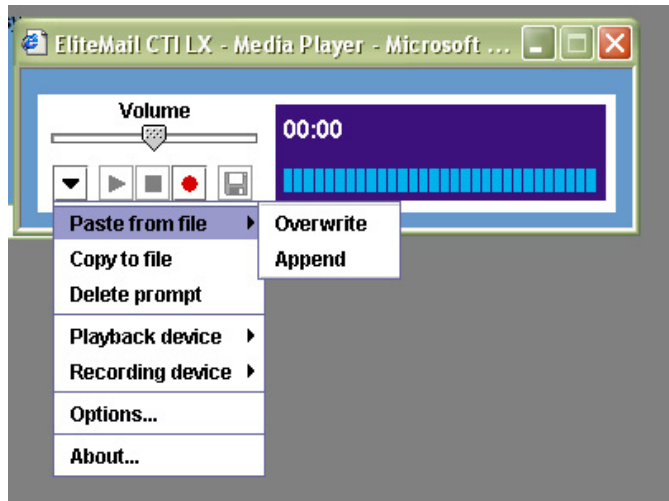 EliteMail CTI LX - Media Player - Microsoft ...
Volume
00:00
Paste from file
Overwrite
Copy to file
Append
Delete prompt
Playback device
Recording device
Options...
About...